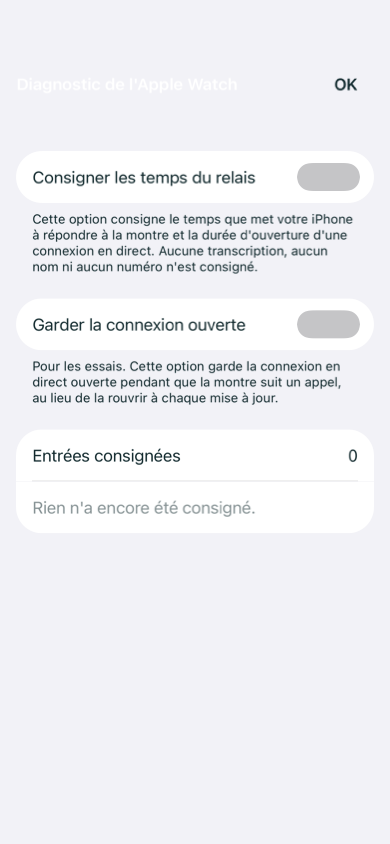 Diagnostic de l'Apple Watch
OK
Consigner les temps du relais
Cette option consigne le temps que met votre iPhone
à répondre à la montre et la durée d'ouverture d'une
connexion en direct. Aucune transcription, aucun
nom ni aucun numéro n'est consigné.
Garder la connexion ouverte
Pour les essais. Cette option garde la connexion en
direct ouverte pendant que la montre suit un appel,
au lieu de la rouvrir à chaque mise à jour.
Entrées consignées 0
Rien n'a encore été consigné.